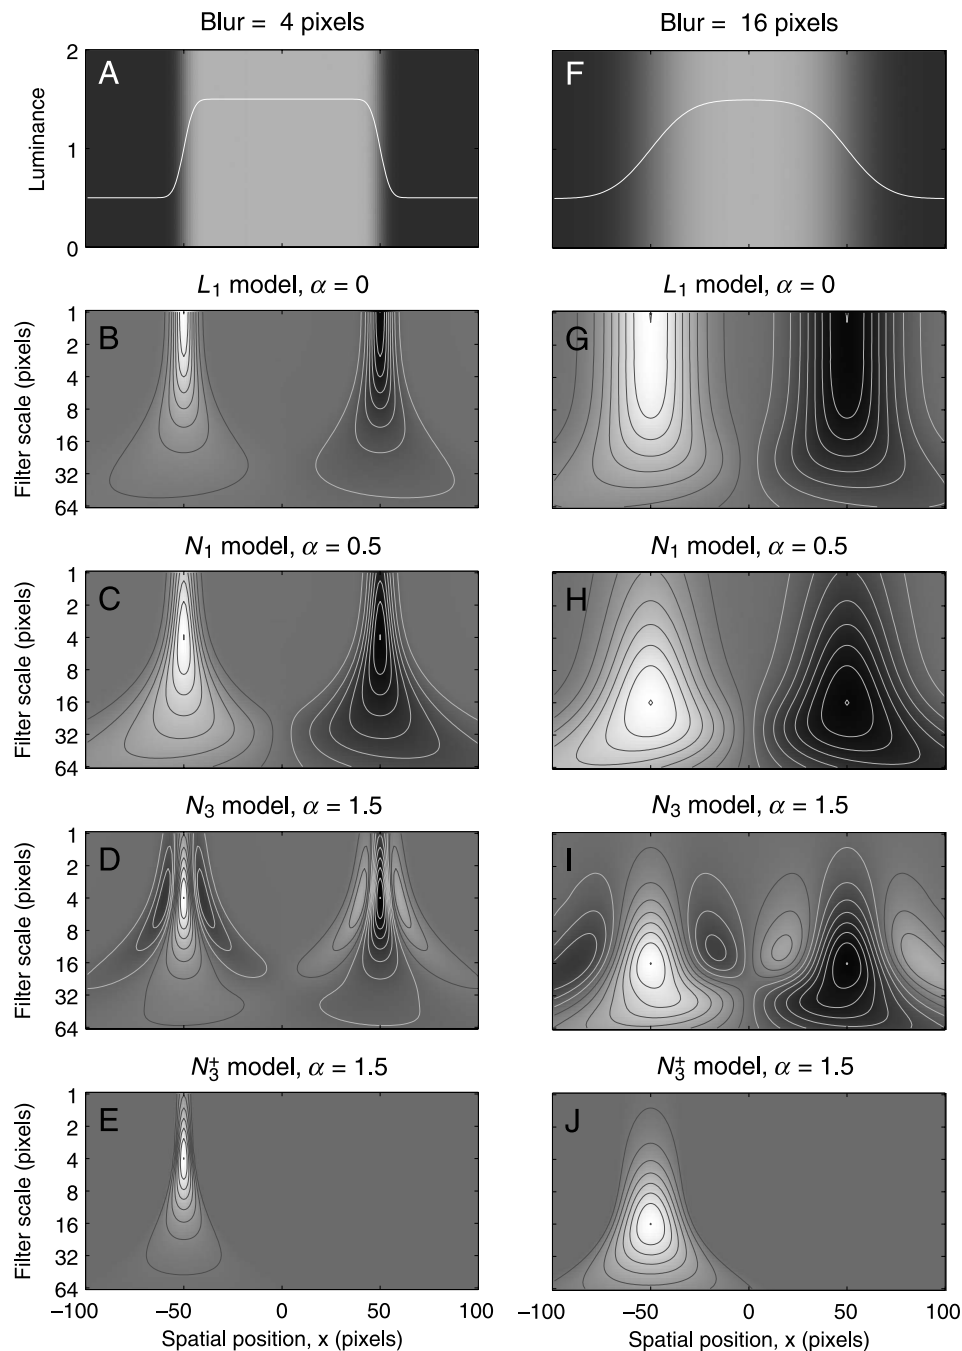 Blur = 4 pixels
Blur = 16 pixels
A
F
Luminance
2
1
0
L1 model, α = 0
L1 model, α = 0
B
G
Filter scale (pixels)
1
2
4
8
16
32
64
N1 model, α = 0.5
N1 model, α = 0.5
C
H
Filter scale (pixels)
1
2
4
8
16
32
64
N3 model, α = 1.5
N3 model, α = 1.5
D
I
Filter scale (pixels)
1
2
4
8
16
32
64
N3+ model, α = 1.5
N3+ model, α = 1.5
E
J
Filter scale (pixels)
1
2
4
8
16
32
64
−100 −50 0 50 100
−100 −50 0 50 100
Spatial position, x (pixels)
Spatial position, x (pixels)